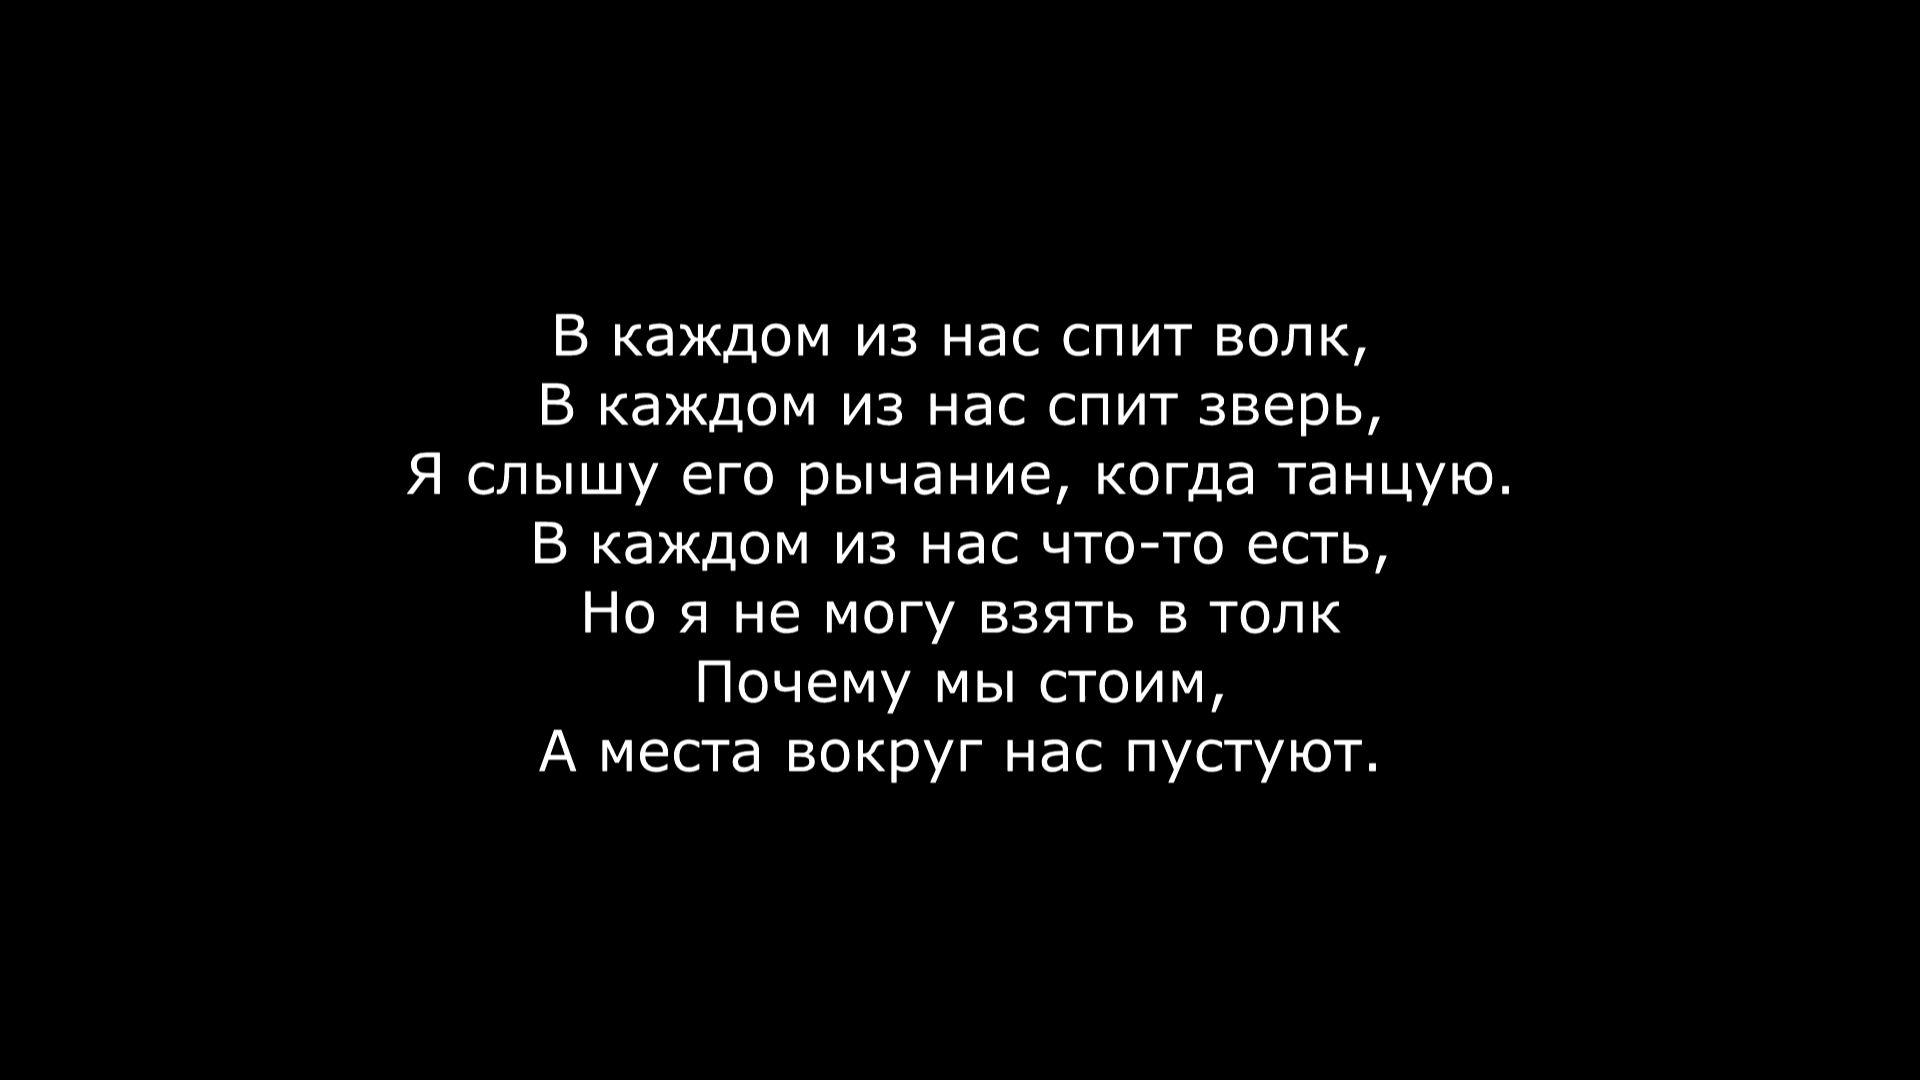 В каждом из нас спит волк,
В каждом из нас спит зверь,
Я слышу его рычание, когда танцую.
В каждом из нас что-то есть,
Но я не могу взять в толк
Почему мы стоим,
А места вокруг нас пустуют.